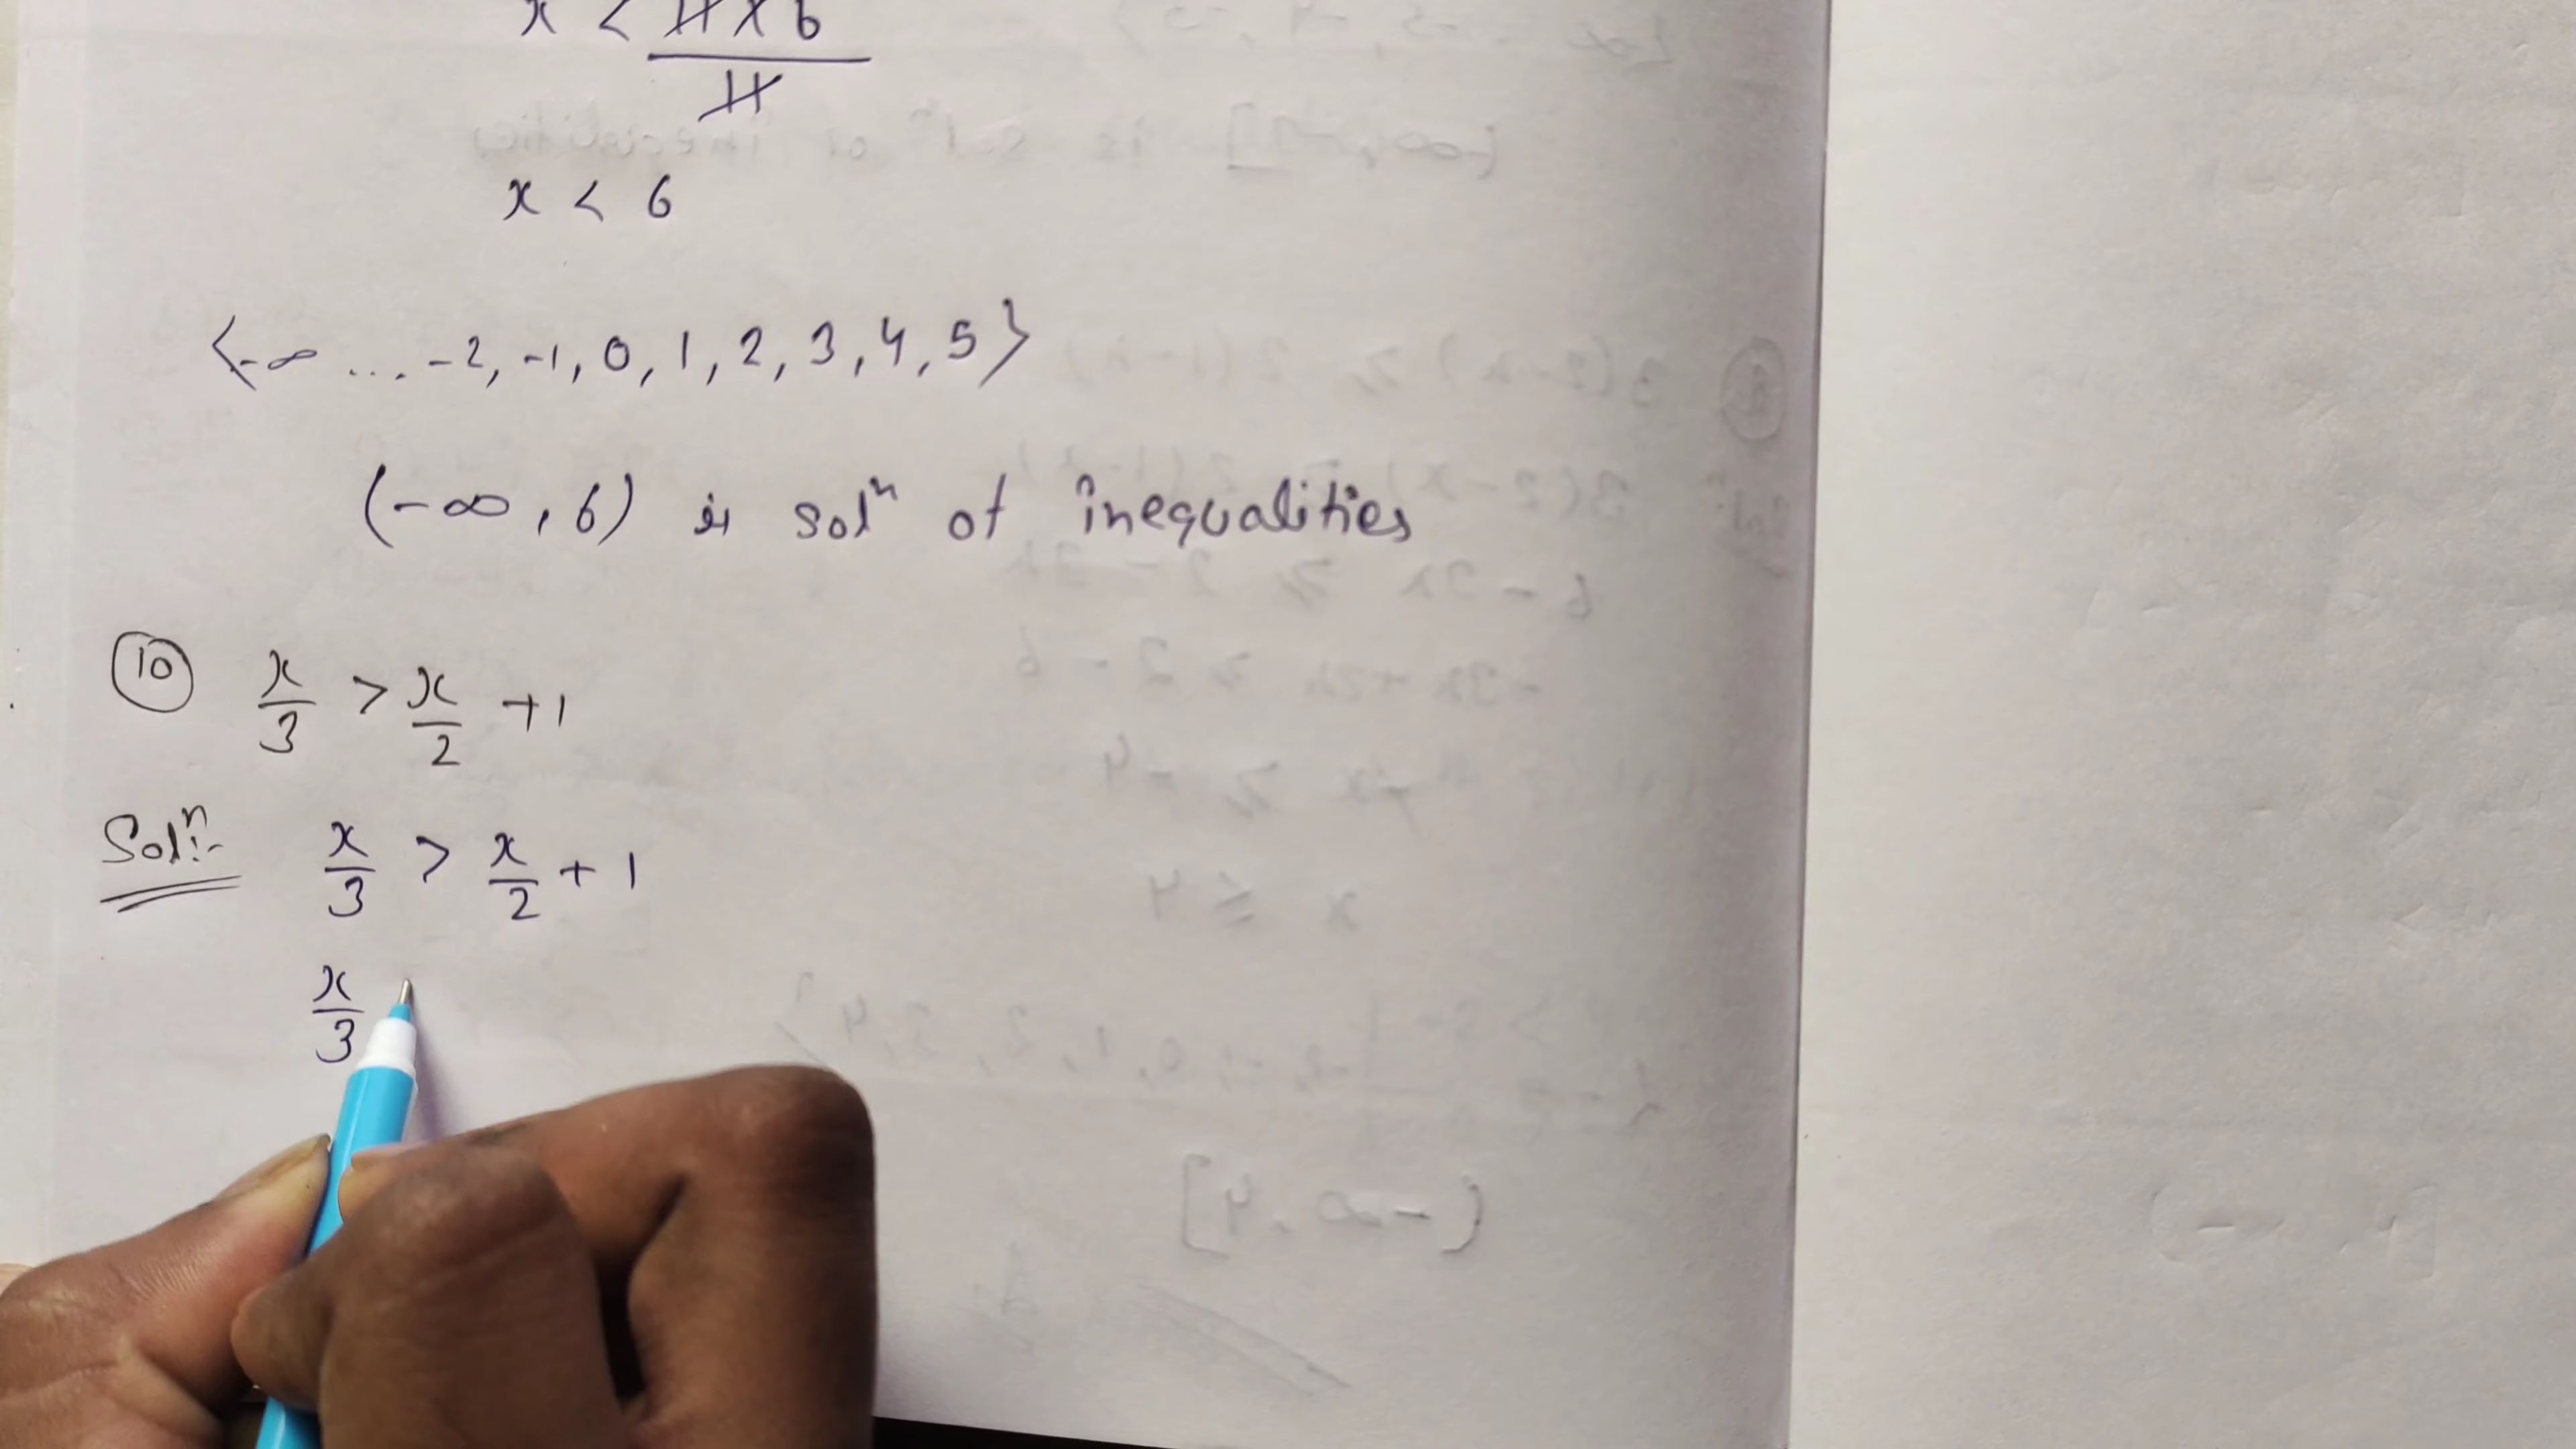 x < 11 x 6
11
x < 6
{-∞ ... -2, -1, 0, 1, 2, 3, 4, 5}
(-∞, 6) is solⁿ of inequalities
(10) x/3 > x/2 + 1
Solⁿ:- x/3 > x/2 + 1
x/3